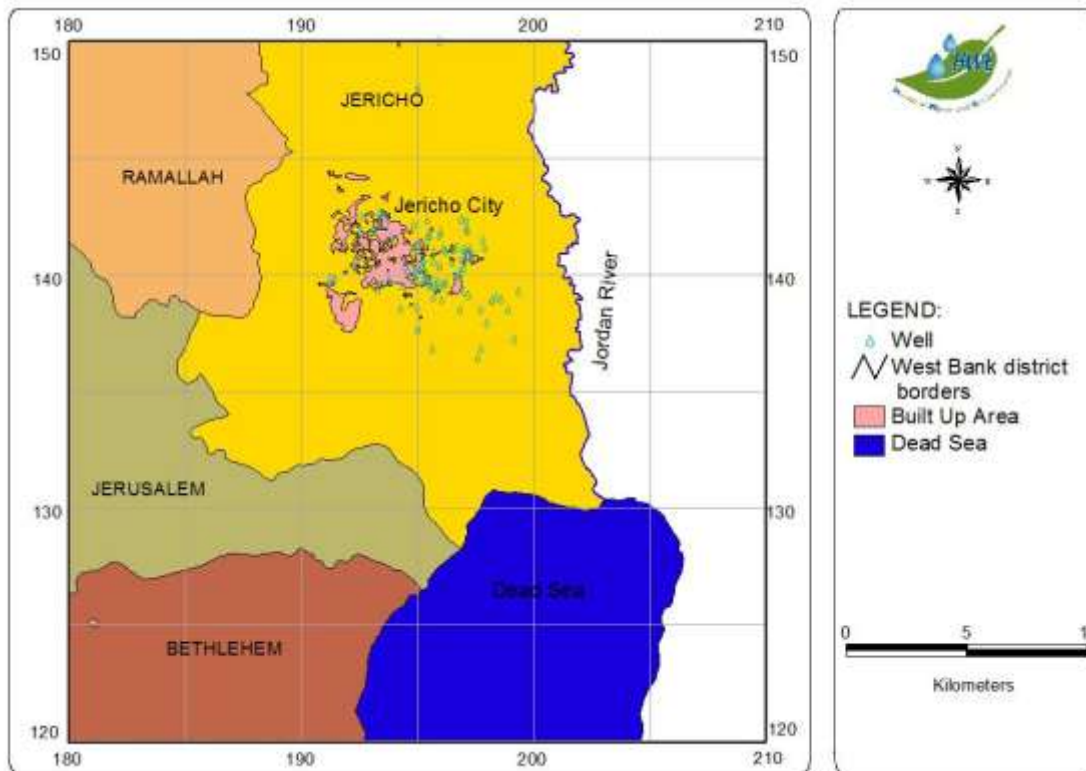 180 190 200 210
150 150
JERICHO
RAMALLAH
Jericho City
140 140
Jordan River
JERUSALEM
130 130
Dead Sea
BETHLEHEM
120 120
180 190 200 210
HWE
LEGEND:
Well
West Bank district
borders
Built Up Area
Dead Sea
0 5
Kilometers